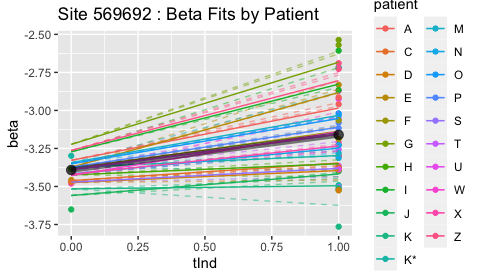 Site 569692 : Beta Fits by Patient
beta
-2.50
-2.75
-3.00
-3.25
-3.50
-3.75
0.00 0.25 0.50 0.75 1.00
tInd
patient
A
C
D
E
F
G
H
I
J
K
K*
M
N
O
P
S
T
U
W
X
Z